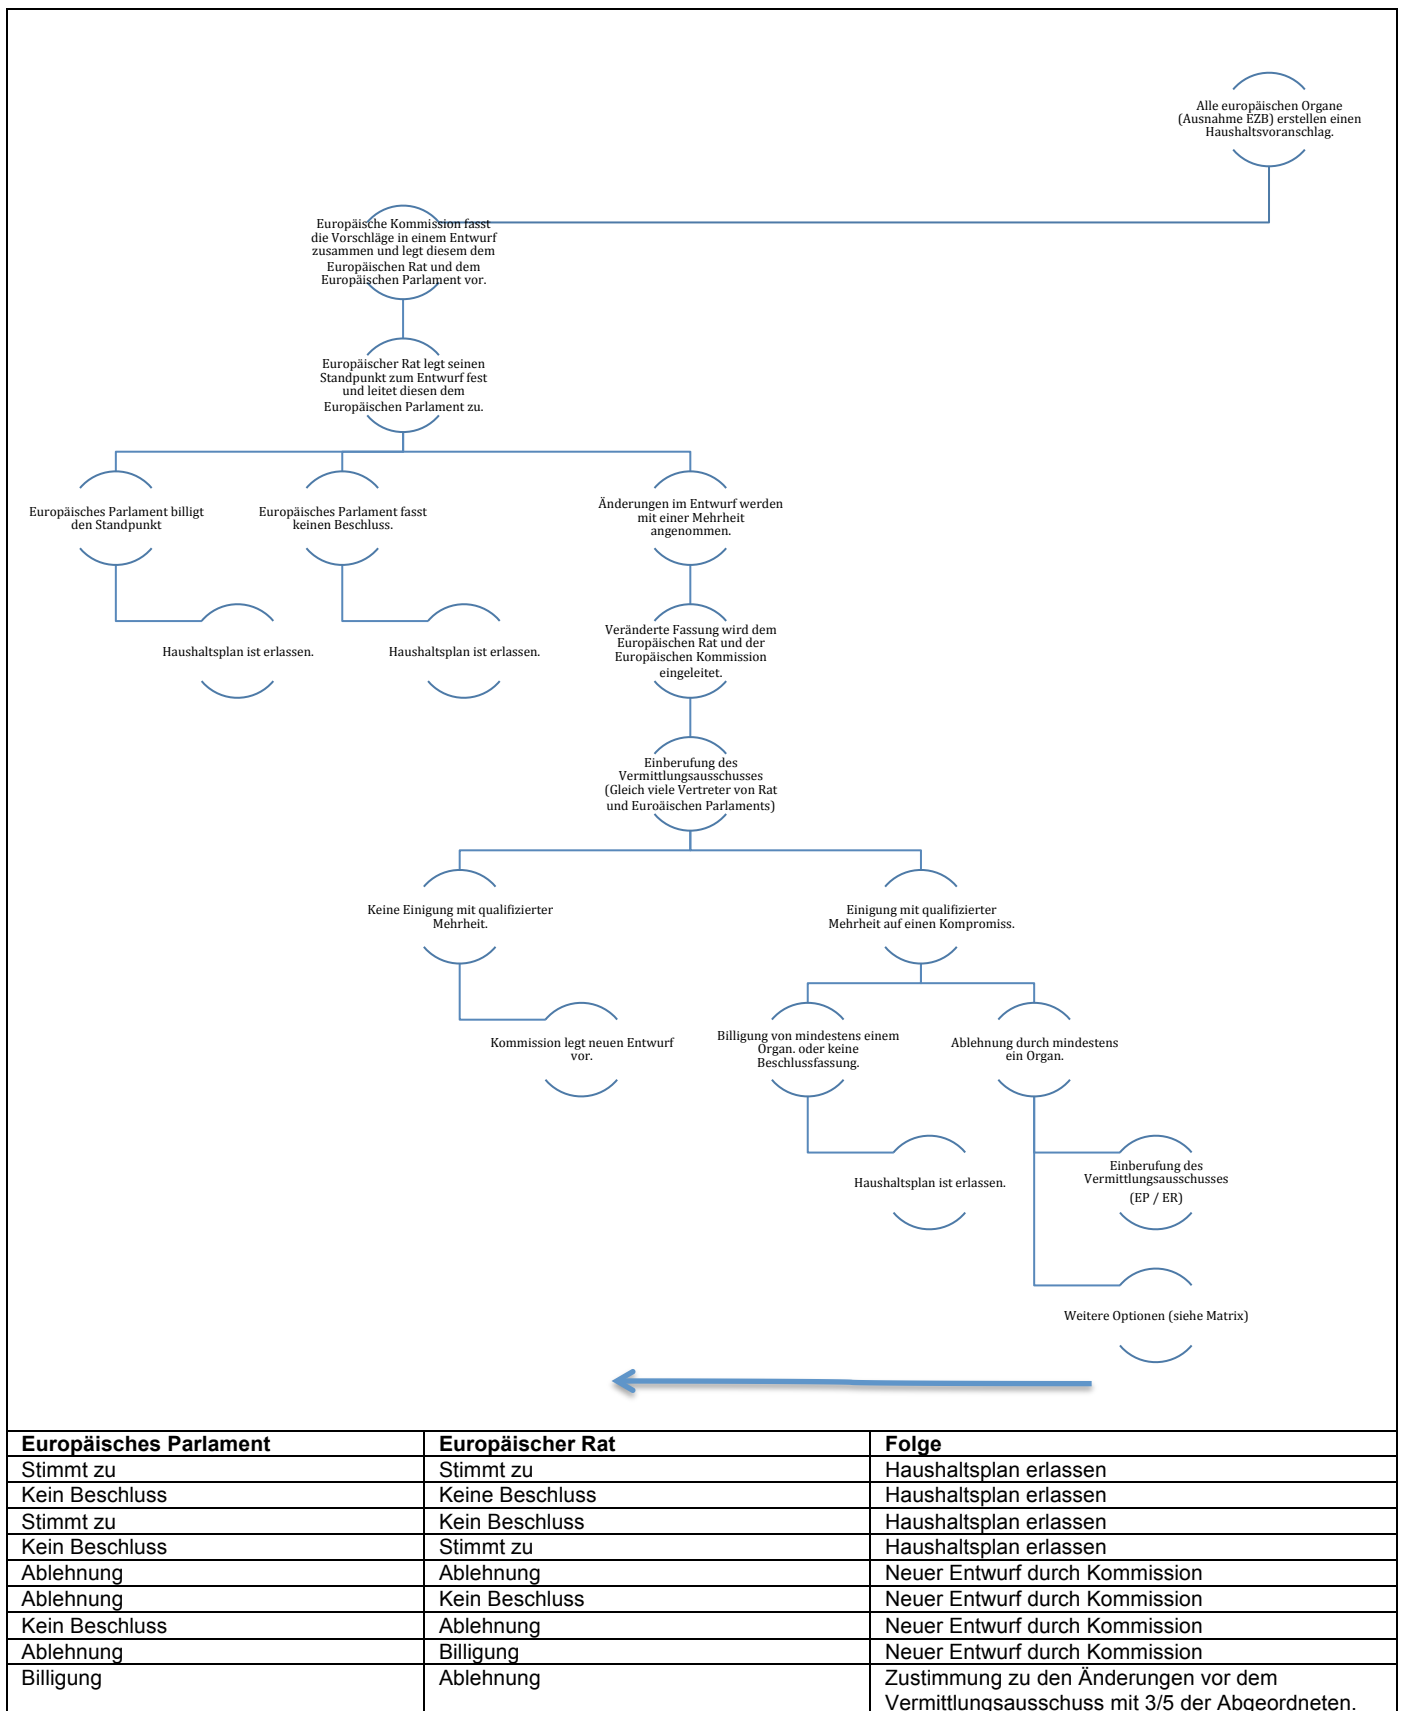 Alle europäischen Organe
(Ausnahme EZB) erstellen einen
Haushaltsvoranschlag.
Europäische Kommission fasst
die Vorschläge in einem Entwurf
zusammen und legt diesem dem
Europäischen Rat und dem
Europäischen Parlament vor.
Europäischer Rat legt seinen
Standpunkt zum Entwurf fest
und leitet diesen dem
Europäischen Parlament zu.
Europäisches Parlament billigt
den Standpunkt
Europäisches Parlament fasst
keinen Beschluss.
Änderungen im Entwurf werden
mit einer Mehrheit
angenommen.
Haushaltsplan ist erlassen.
Haushaltsplan ist erlassen.
Veränderte Fassung wird dem
Europäischen Rat und der
Europäischen Kommission
eingeleitet.
Einberufung des
Vermittlungsausschusses
(Gleich viele Vertreter von Rat
und Euroäischen Parlaments)
Keine Einigung mit qualifizierter
Mehrheit.
Einigung mit qualifizierter
Mehrheit auf einen Kompromiss.
Kommission legt neuen Entwurf
vor.
Billigung von mindestens einem
Organ. oder keine
Beschlussfassung.
Ablehnung durch mindestens
ein Organ.
Haushaltsplan ist erlassen.
Einberufung des
Vermittlungsausschusses
(EP / ER)
Weitere Optionen (siehe Matrix)
Europäisches Parlament Europäischer Rat Folge
Stimmt zu Stimmt zu Haushaltsplan erlassen
Kein Beschluss Keine Beschluss Haushaltsplan erlassen
Stimmt zu Kein Beschluss Haushaltsplan erlassen
Kein Beschluss Stimmt zu Haushaltsplan erlassen
Ablehnung Ablehnung Neuer Entwurf durch Kommission
Ablehnung Kein Beschluss Neuer Entwurf durch Kommission
Kein Beschluss Ablehnung Neuer Entwurf durch Kommission
Ablehnung Billigung Neuer Entwurf durch Kommission
Billigung Ablehnung Zustimmung zu den Änderungen vor dem
Vermittlungsausschuss mit 3/5 der Abgeordneten.